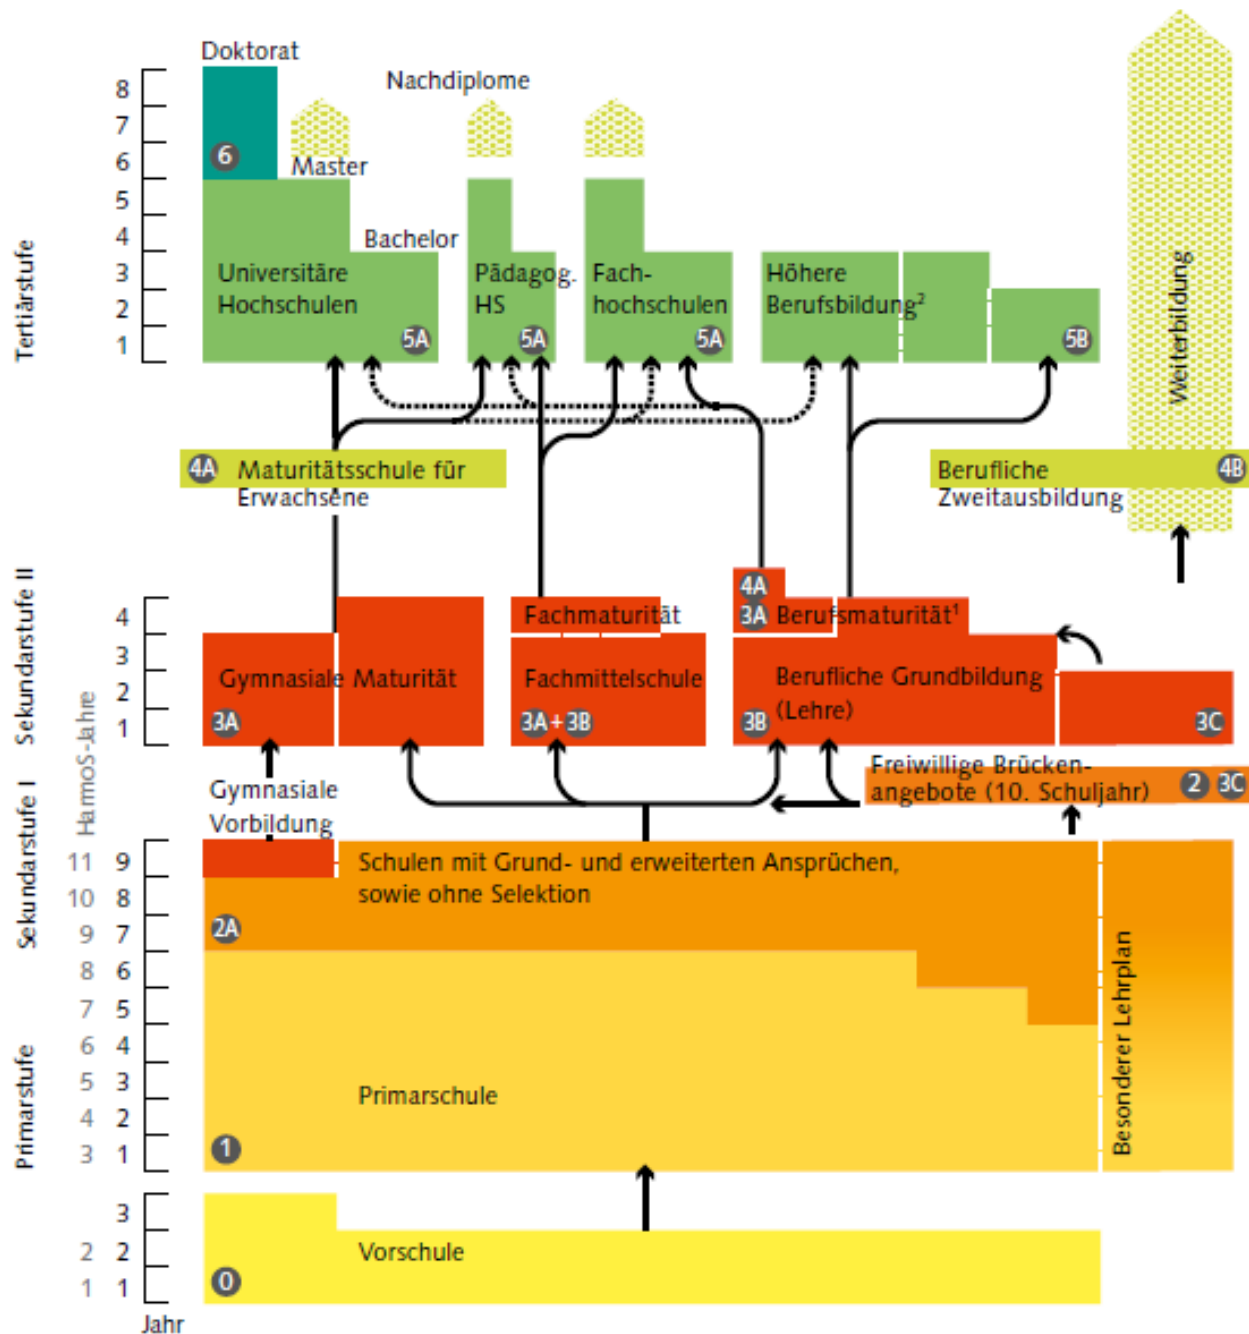 Doktorat
Nachdiplome
8
7
6
6
Master
5
4
Bachelor
Tertiärstufe
3
Universitäre
Pädagog.
Fach-
Höhere
2
Hochschulen
HS
hochschulen
Berufsbildung²
1
5A
5A
5A
5B
Weiterbildung
4A
Maturitätsschule für
Erwachsene
Berufliche
Zweitausbildung
4B
Sekundarstufe II
4
Fachmaturität
4A
3A
Berufsmaturität¹
3
2
Gymnasiale Maturität
Fachmittelschule
Berufliche Grundbildung
(Lehre)
1
3A
3A+3B
3B
3C
HarmoS-Jahre
Gymnasiale
Vorbildung
Freiwillige Brücken-
angebote (10. Schuljahr)
2
3C
Sekundarstufe I
11 9
Schulen mit Grund- und erweiterten Ansprüchen,
10 8
sowie ohne Selektion
9 7
2A
8 6
7 5
Besonderer Lehrplan
Primarstufe
6 4
5 3
Primarschule
4 2
3 1
1
3
2 2
Vorschule
1 1
0
Jahr